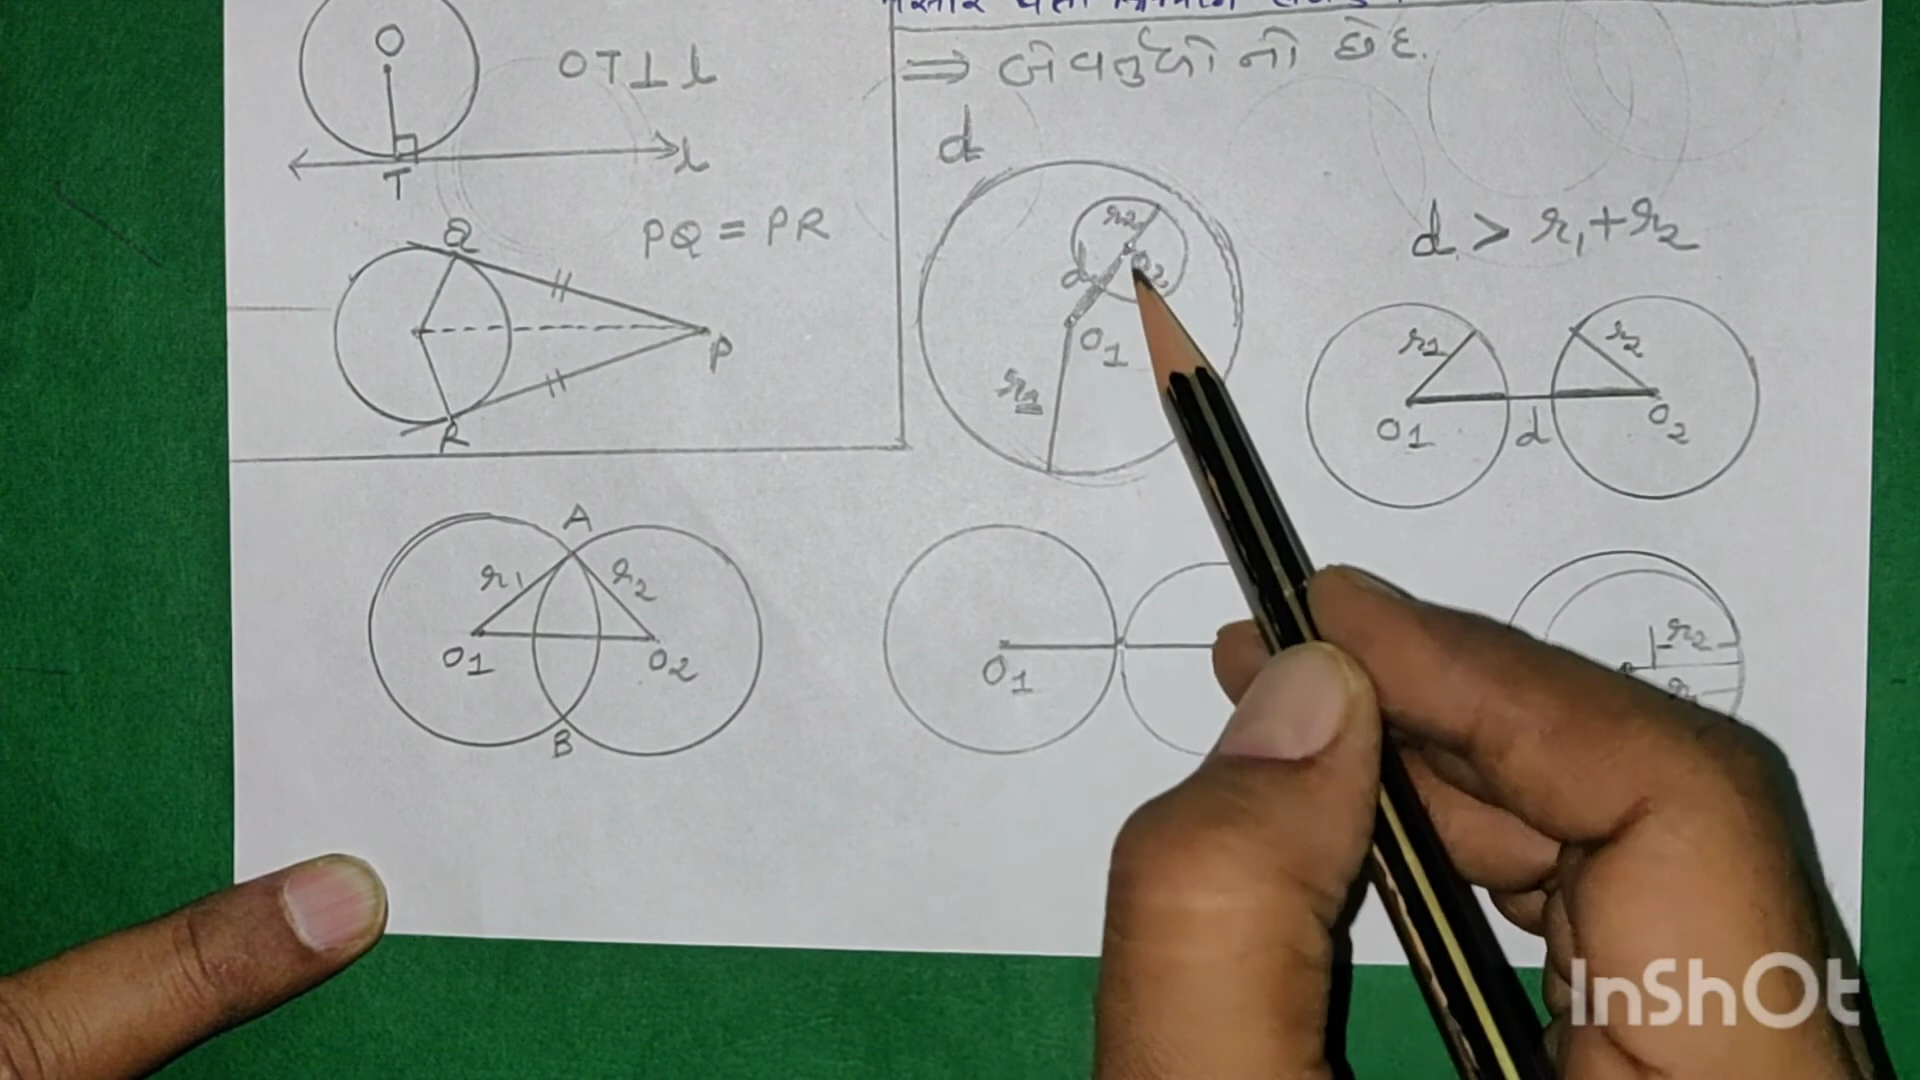 O
OT⊥l
T
l
Q
PQ = PR
P
R
⇒ બે વર્તુળોનો છેદ.
d
r2
d
O2
O1
r1
d > r1+r2
r1
r2
O1
d
O2
A
r1
r2
O1
O2
B
O1
r2
r1
InShOt